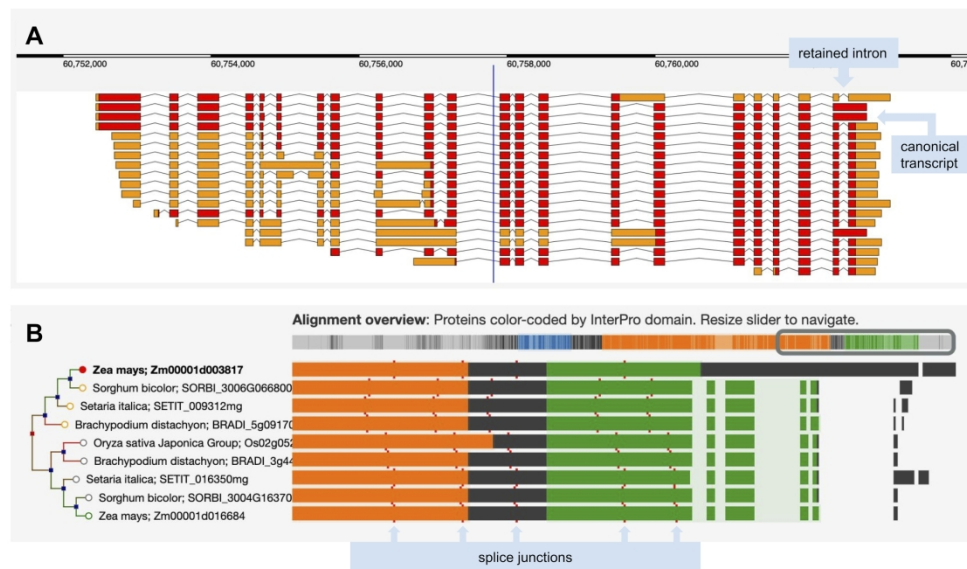 A
retained intron
60,752,000 60,754,000 60,756,000 60,758,000 60,760,000
canonical
transcript
B
Alignment overview: Proteins color-coded by InterPro domain. Resize slider to navigate.
Zea mays; Zm00001d003817
Sorghum bicolor; SORBI_3006G066800
Setaria italica; SETIT_009312mg
Brachypodium distachyon; BRADI_5g09170
Oryza sativa Japonica Group; Os02g052
Brachypodium distachyon; BRADI_3g44
Setaria italica; SETIT_016350mg
Sorghum bicolor; SORBI_3004G16370
Zea mays; Zm00001d016684
splice junctions